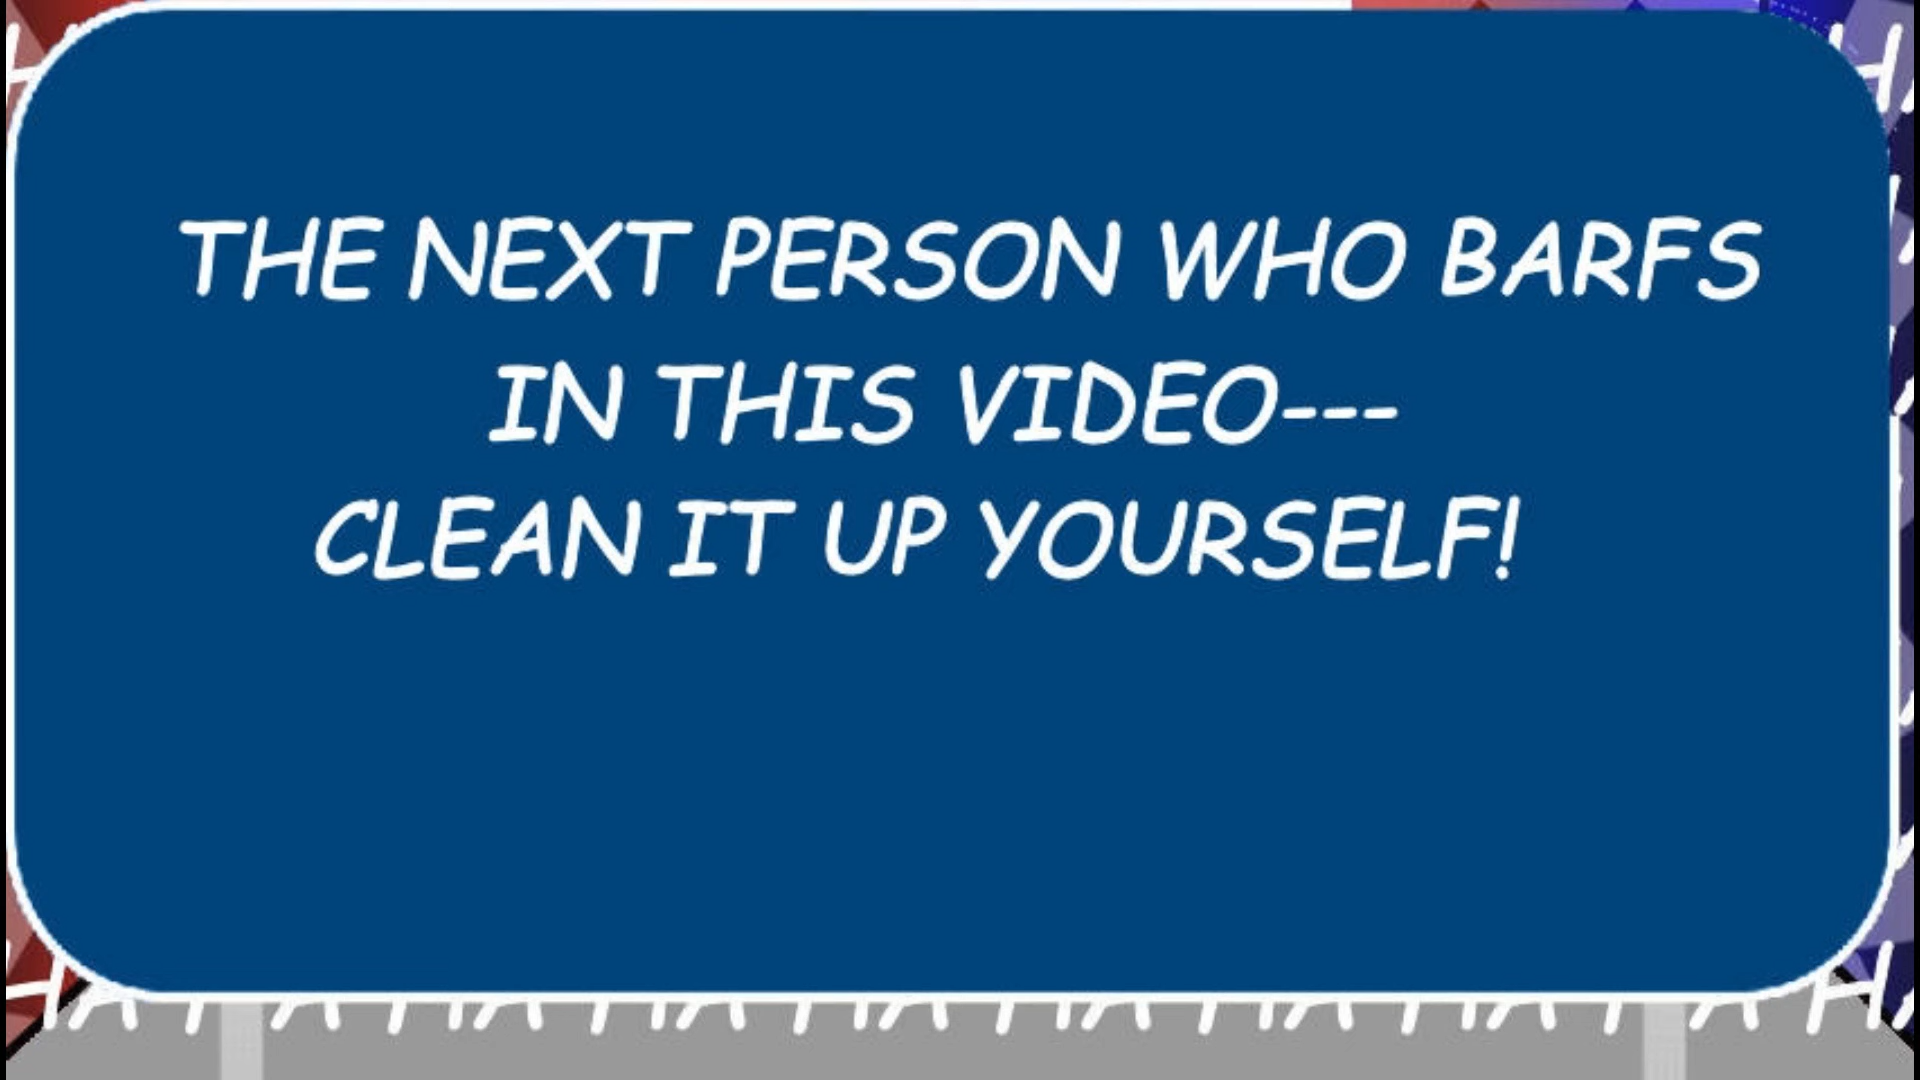 THE NEXT PERSON WHO BARFS
IN THIS VIDEO---
CLEAN IT UP YOURSELF!